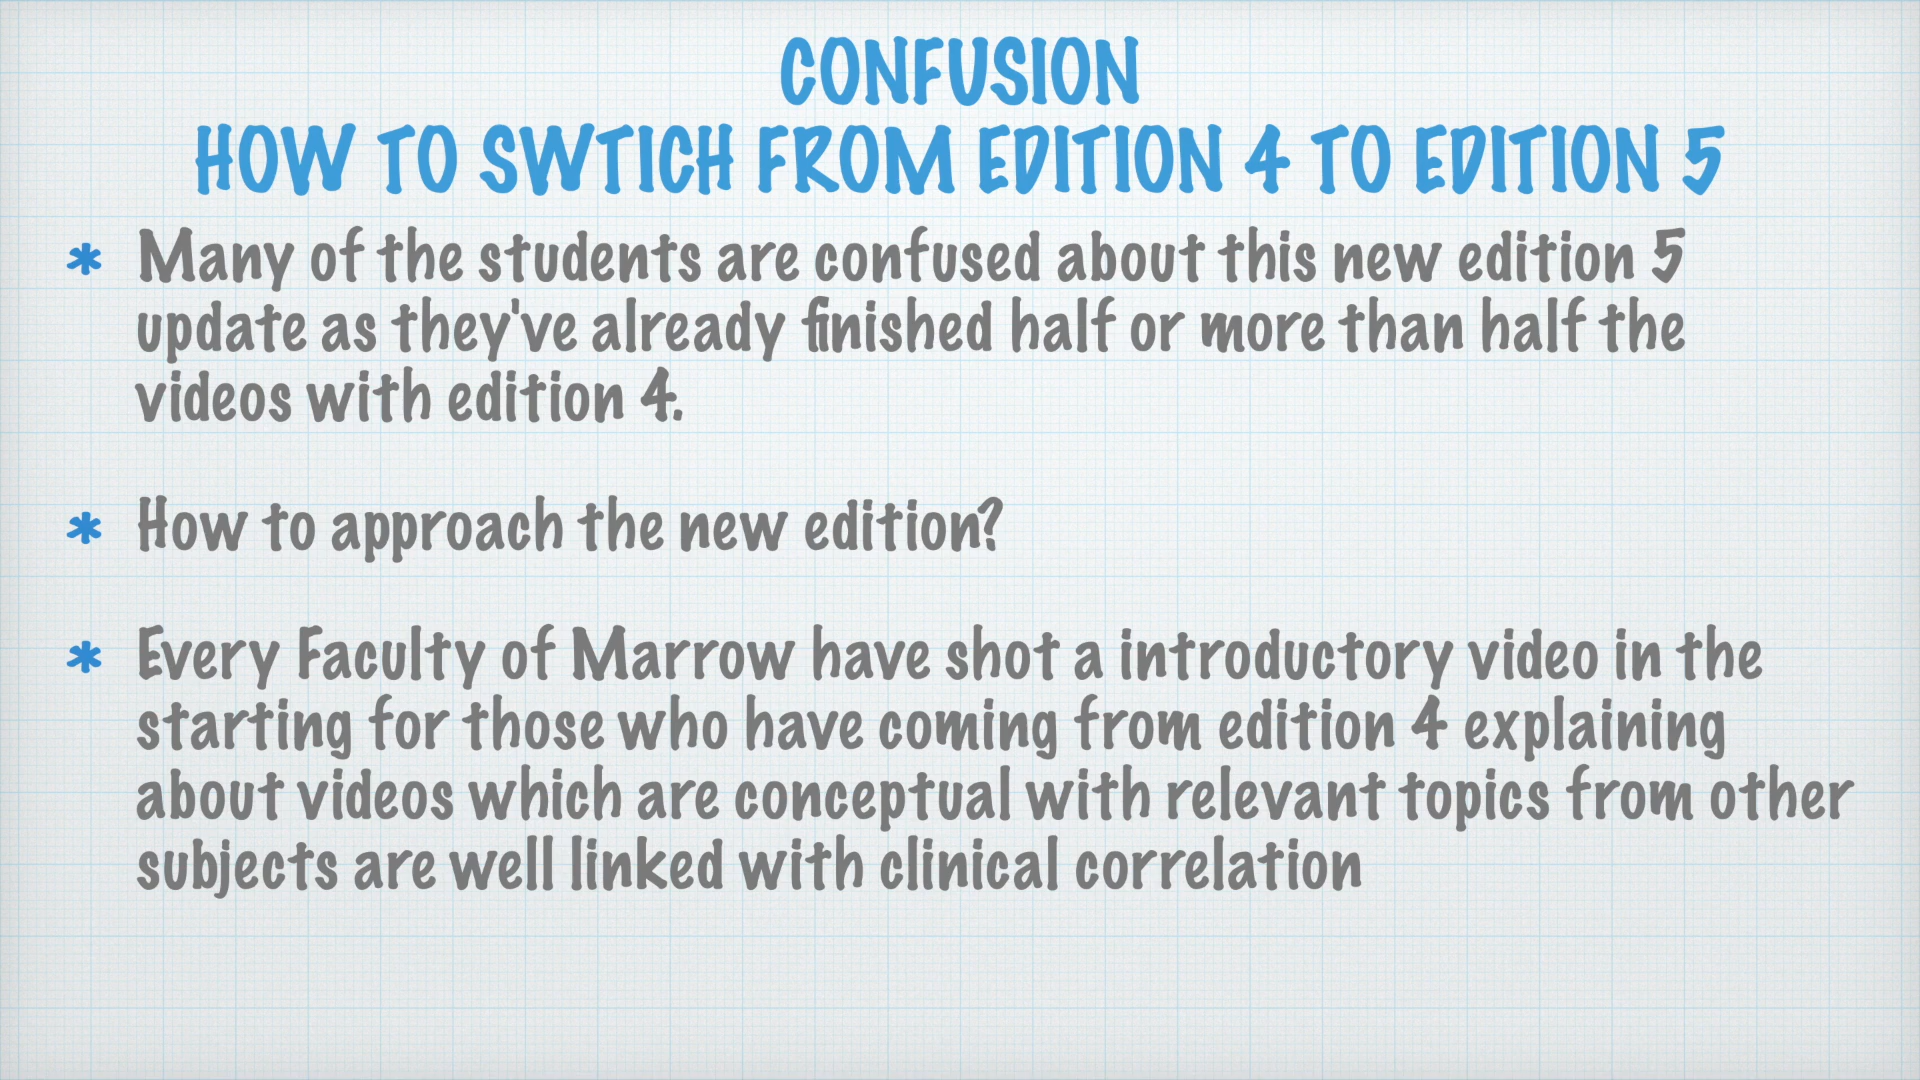 CONFUSION
HOW TO SWTICH FROM EDITION 4 TO EDITION 5
* Many of the students are confused about this new edition 5
update as they've already finished half or more than half the
videos with edition 4.
* How to approach the new edition?
* Every Faculty of Marrow have shot a introductory video in the
starting for those who have coming from edition 4 explaining
about videos which are conceptual with relevant topics from other
subjects are well linked with clinical correlation